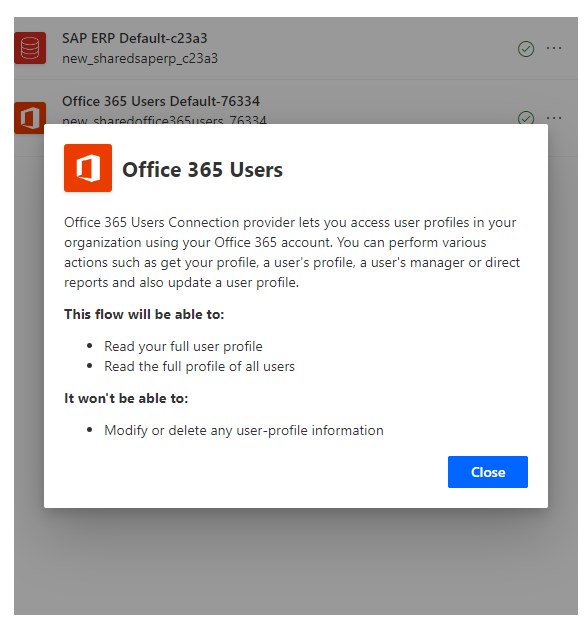 SAP ERP Default-c23a3
new_sharedsaperp_c23a3
Office 365 Users Default-76334
new_sharedoffice365users_76334
Office 365 Users
Office 365 Users Connection provider lets you access user profiles in your
organization using your Office 365 account. You can perform various
actions such as get your profile, a user's profile, a user's manager or direct
reports and also update a user profile.
This flow will be able to:
• Read your full user profile
• Read the full profile of all users
It won't be able to:
• Modify or delete any user-profile information
Close